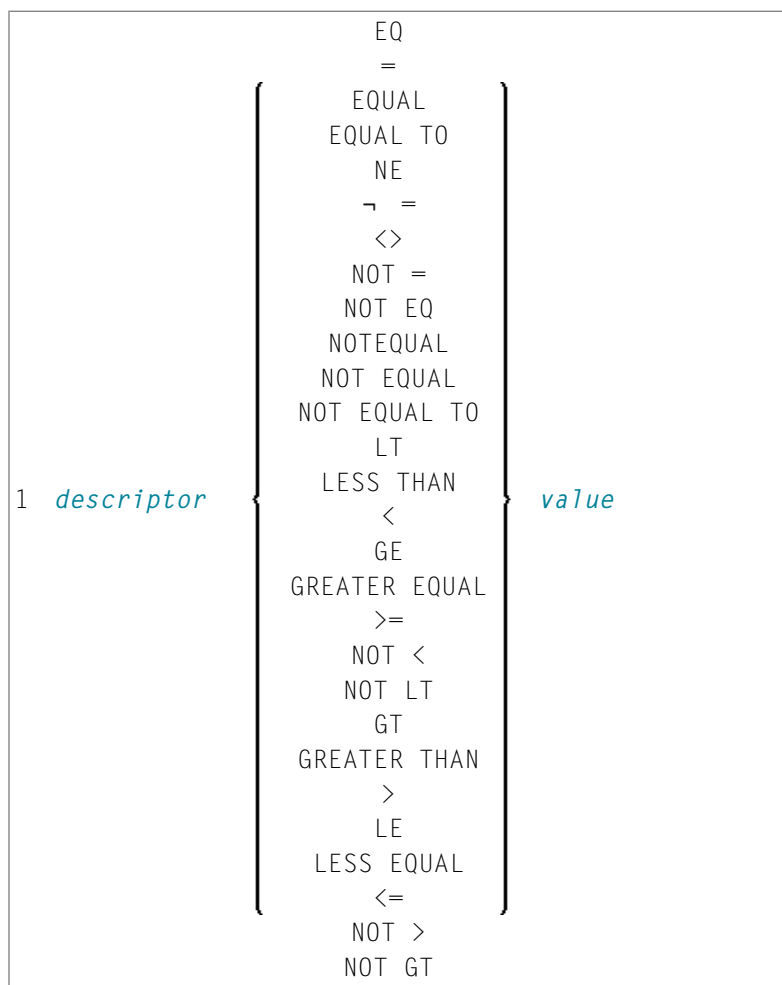 EQ
=
EQUAL
EQUAL TO
NE
¬ =
<>
NOT =
NOT EQ
NOTEQUAL
NOT EQUAL
NOT EQUAL TO
LT
LESS THAN
1 descriptor < value
GE
GREATER EQUAL
>=
NOT <
NOT LT
GT
GREATER THAN
>
LE
LESS EQUAL
<=
NOT >
NOT GT